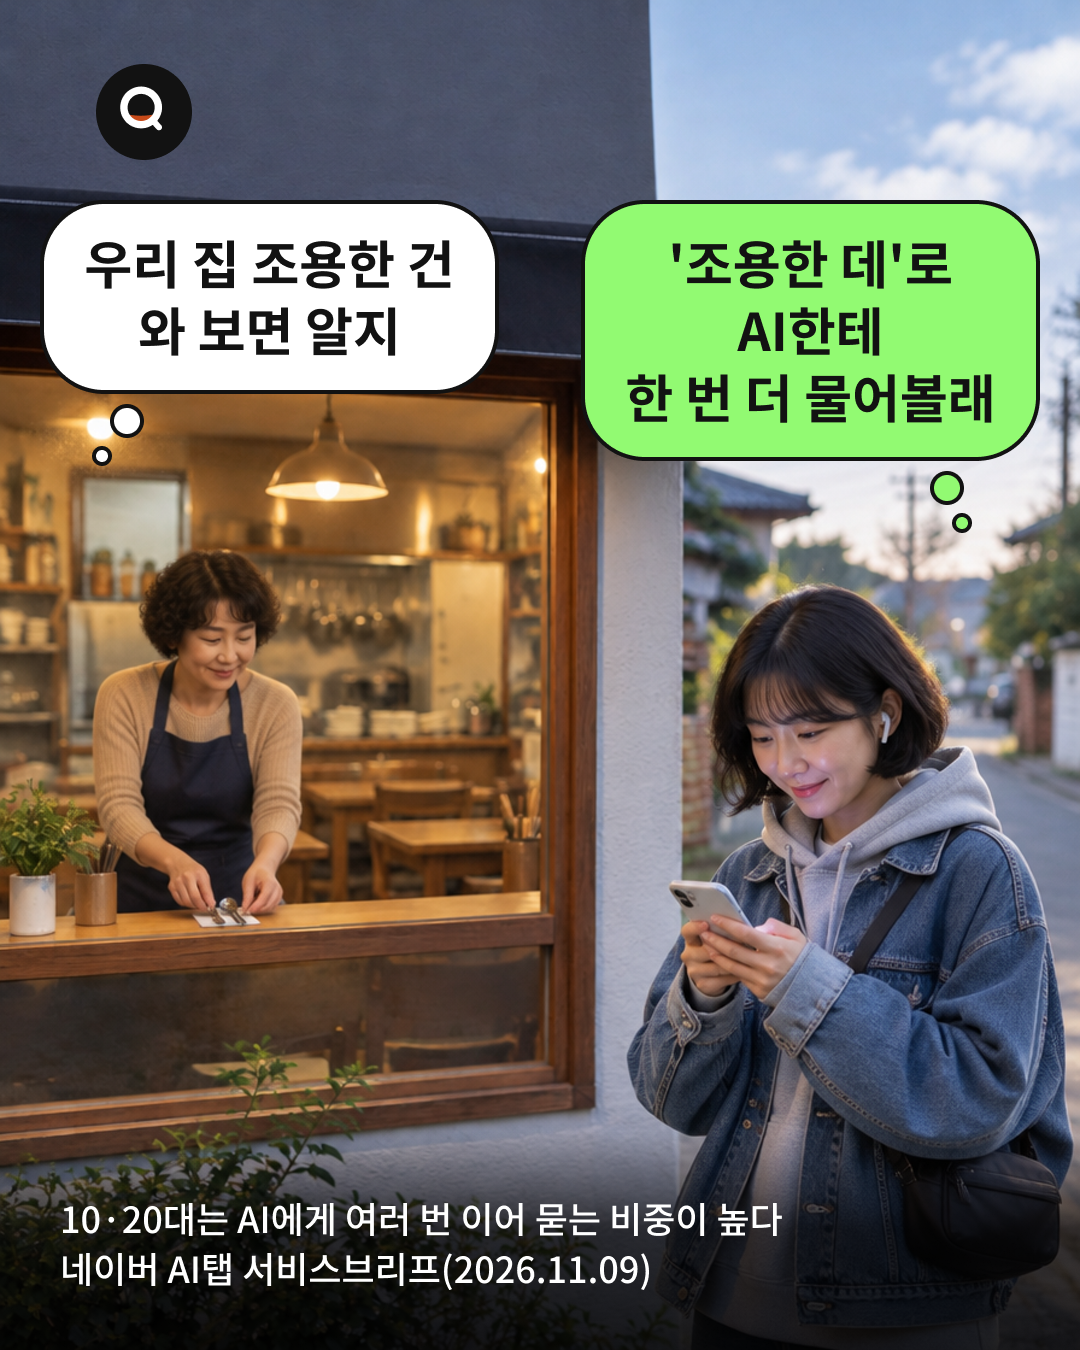 우리 집 조용한 건
와 보면 알지
'조용한 데'로
AI한테
한 번 더 물어볼래
10·20대는 AI에게 여러 번 이어 묻는 비중이 높다
네이버 AI탭 서비스브리프(2026.11.09)